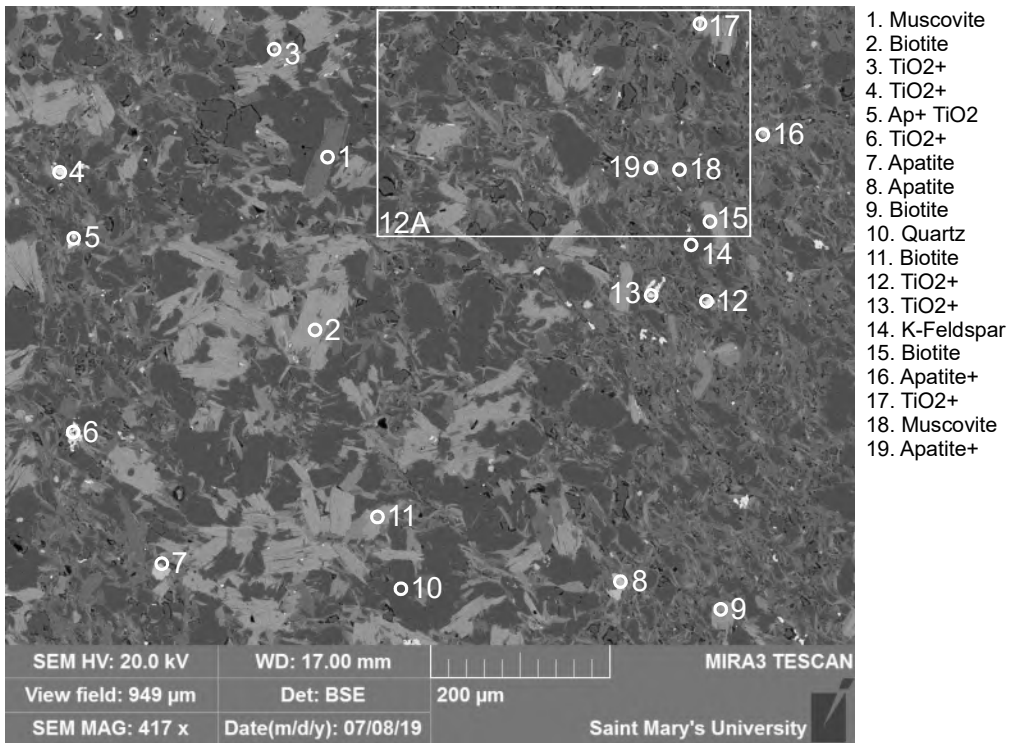 17
3
16
1
19
18
4
15
12A
5
14
13
12
2
6
11
7
8
10
9
SEM HV: 20.0 kV
WD: 17.00 mm
MIRA3 TESCAN
View field: 949 µm
Det: BSE
200 µm
SEM MAG: 417 x
Date(m/d/y): 07/08/19
Saint Mary's University
1. Muscovite
2. Biotite
3. TiO2+
4. TiO2+
5. Ap+ TiO2
6. TiO2+
7. Apatite
8. Apatite
9. Biotite
10. Quartz
11. Biotite
12. TiO2+
13. TiO2+
14. K-Feldspar
15. Biotite
16. Apatite+
17. TiO2+
18. Muscovite
19. Apatite+